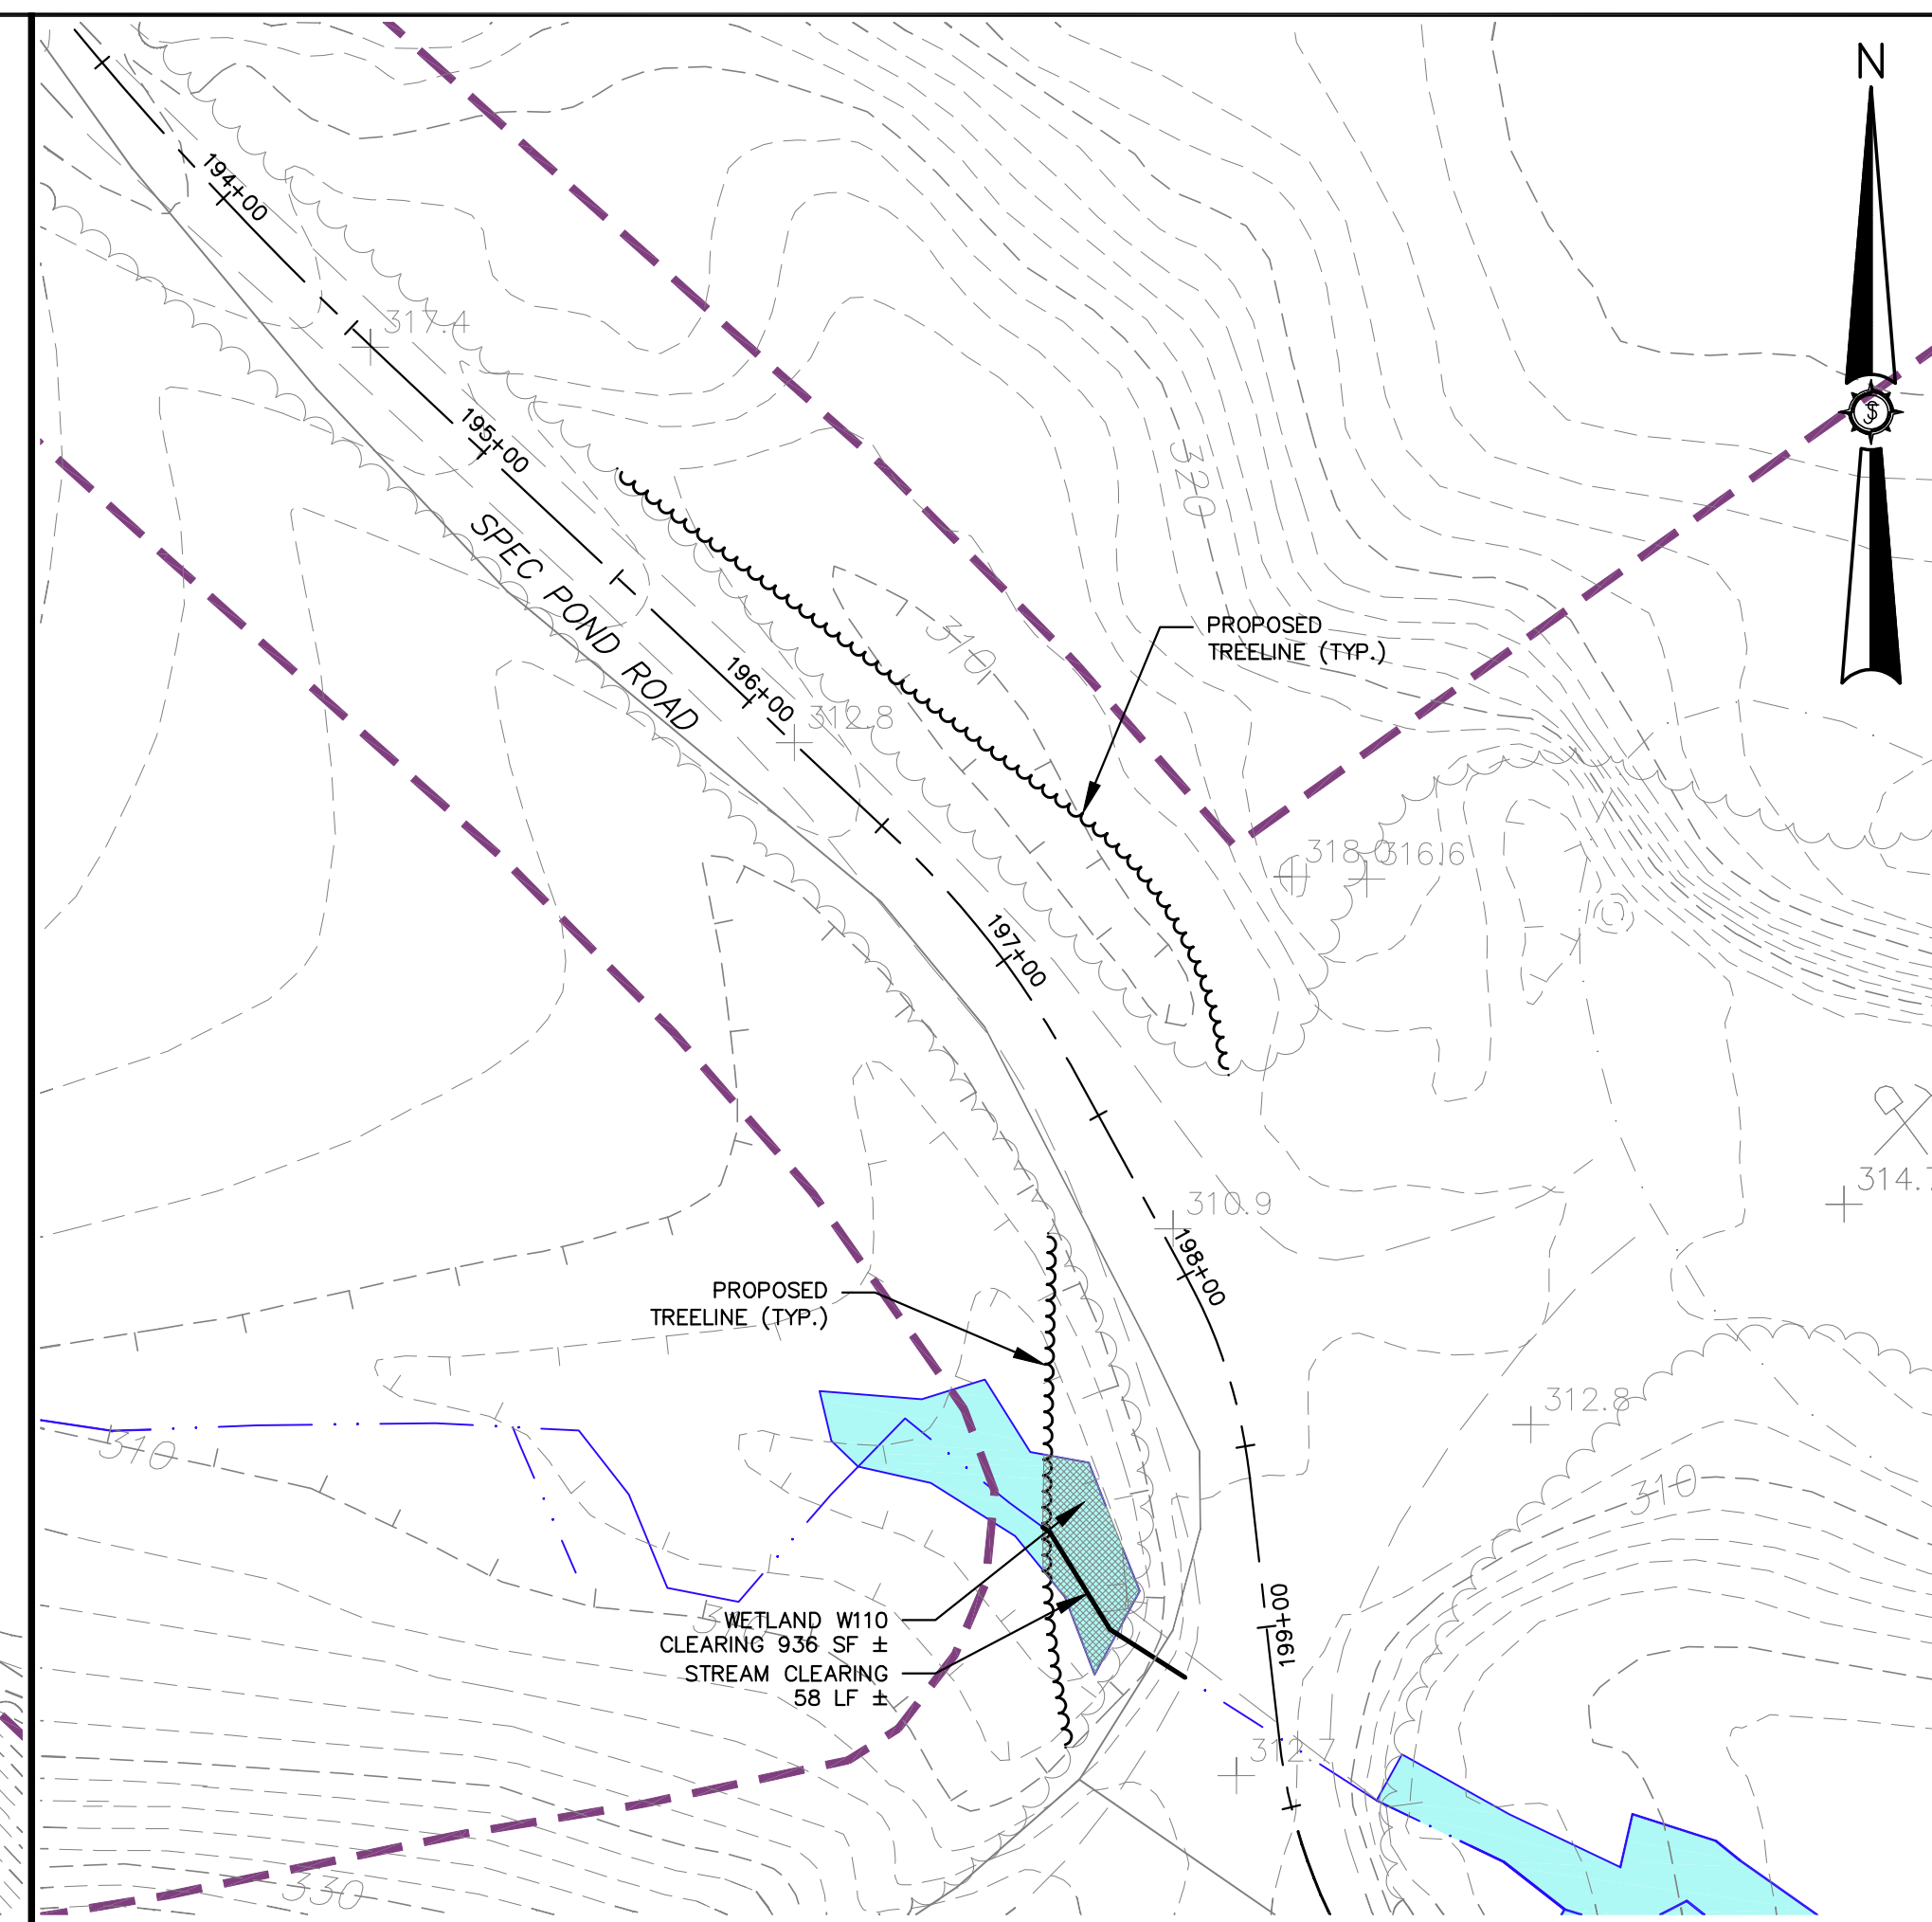 N
194+00
317.4
195+00
SPEC POND ROAD
320
310
PROPOSED
TREELINE (TYP.)
196+00
312.8
318.0
316.6
197+00
314.7
310.9
198+00
PROPOSED
TREELINE (TYP.)
312.8
310
310
199+00
WETLAND W110
CLEARING 936 SF ±
STREAM CLEARING
58 LF ±
312.7
330